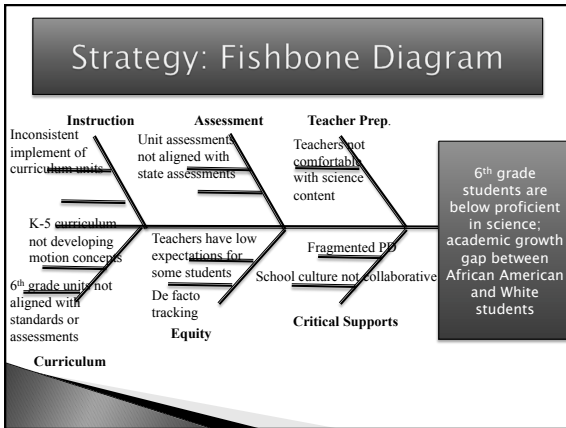 Strategy: Fishbone Diagram
Instruction
Inconsistent
implement of
curriculum units
Assessment
Unit assessments
not aligned with
state assessments
Teacher Prep.
Teachers not
comfortable
with science
content
K-5 curriculum
not developing
motion concepts
6th grade units not
aligned with
standards or
assessments
Curriculum
Teachers have low
expectations for
some students
De facto
tracking
Equity
Fragmented PD
School culture not collaborative
Critical Supports
6th grade
students are
below proficient
in science;
academic growth
gap between
African American
and White
students